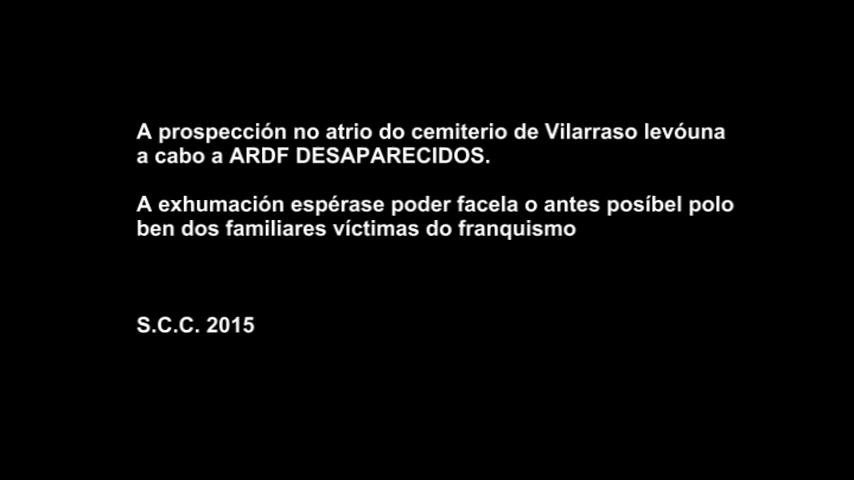 A prospección no atrio do cemiterio de Vilarraso levóuna
a cabo a ARDF DESAPARECIDOS.
A exhumación espérase poder facela o antes posíbel polo
ben dos familiares víctimas do franquismo
S.C.C. 2015